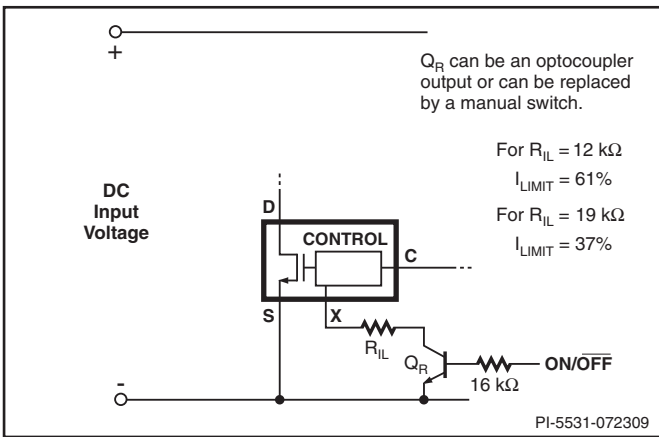 +
Q_R can be an optocoupler
output or can be replaced
by a manual switch.
For R_IL = 12 kΩ
I_LIMIT = 61%
For R_IL = 19 kΩ
I_LIMIT = 37%
DC
Input
Voltage
D
CONTROL
C
S
X
R_IL
Q_R
ON/O̅F̅F̅
16 kΩ
-
PI-5531-072309